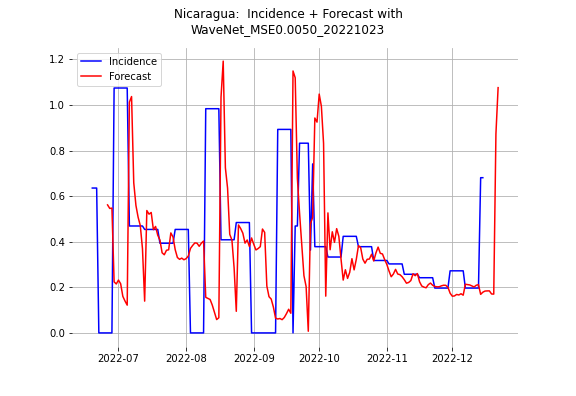 Nicaragua:  Incidence + Forecast with
WaveNet_MSE0.0050_20221023
Incidence
Forecast
1.2
1.0
0.8
0.6
0.4
0.2
0.0
2022-07 2022-08 2022-09 2022-10 2022-11 2022-12